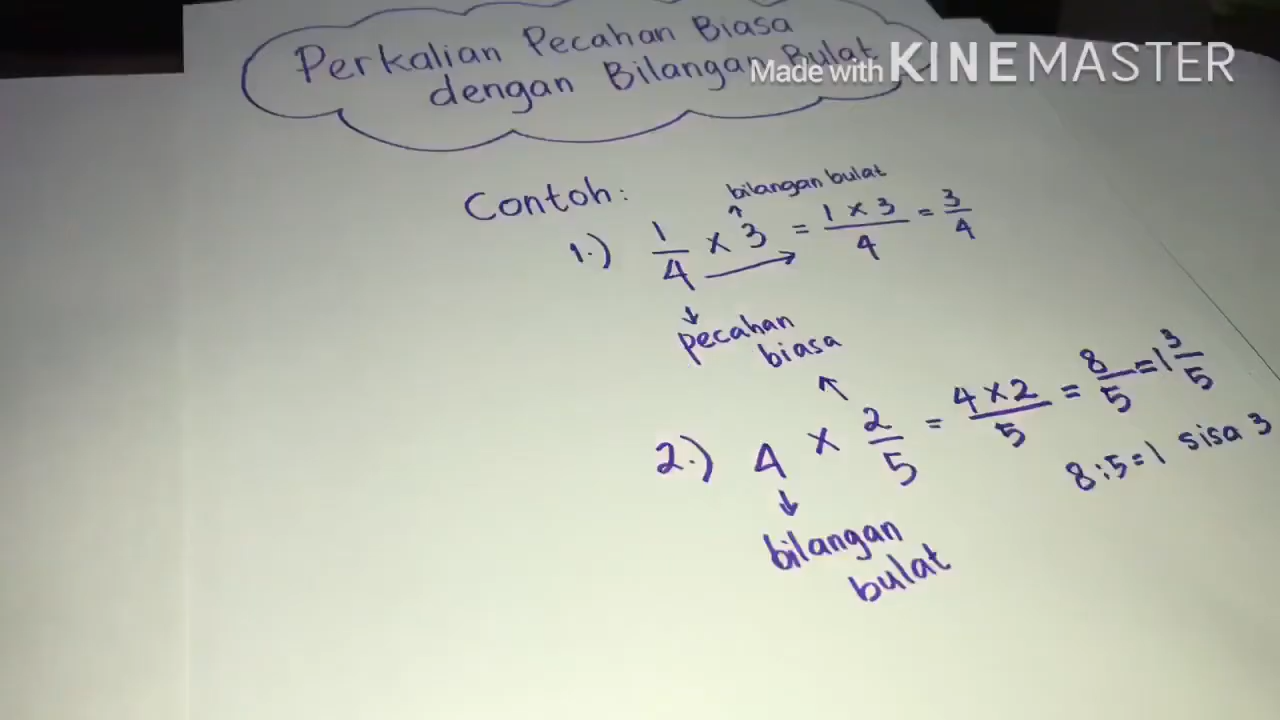 Perkalian Pecahan Biasa
dengan Bilangan Bulat
Made with KINEMASTER
Contoh:
bilangan bulat
1.) 1/4 x 3 = 1 x 3/4 = 3/4
pecahan
biasa
2.) 4 x 2/5 = 4 x 2/5 = 8/5 = 1 3/5
8:5=1 sisa 3
bilangan
bulat